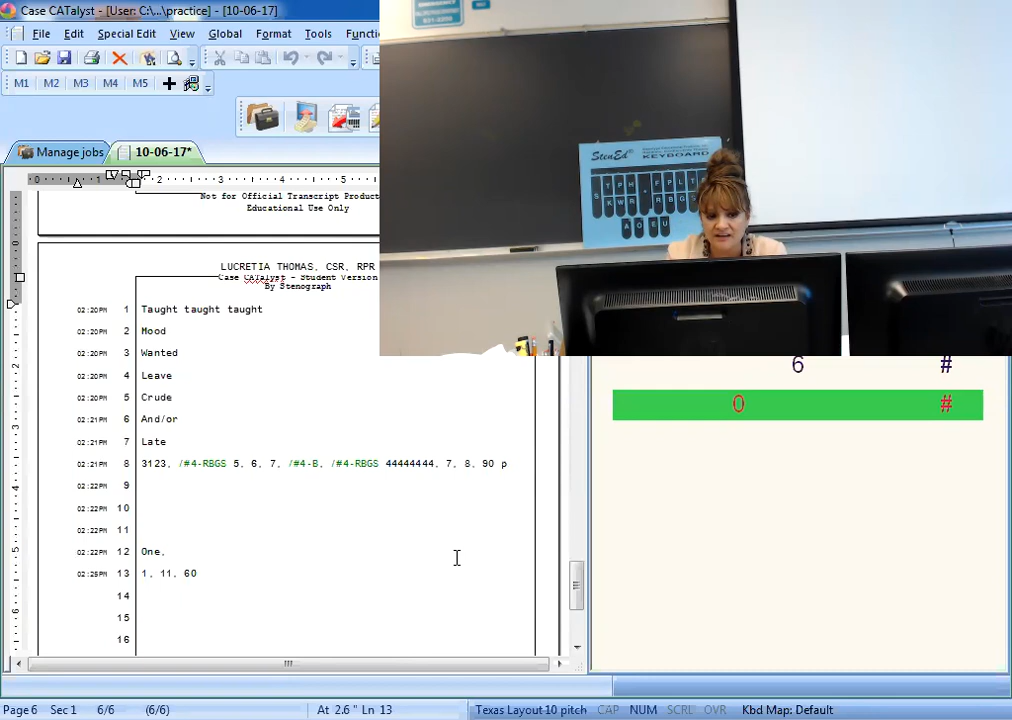 Case CATalyst - [User: C:\...\practice] - [10-06-17]
File Edit Special Edit View Global Format Tools
M1 M2 M3 M4 M5
Manage jobs 10-06-17*
Not for Official Transcript
Educational Use Only
LUCRETIA THOMAS, CSR, RPR
Case CATalyst - Student Version
By Stenograph
02:20PM 1 Taught taught taught
02:20PM 2 Mood
02:20PM 3 Wanted
02:20PM 4 Leave
02:20PM 5 Crude
02:21PM 6 And/or
02:21PM 7 Late
02:21PM 8 3123, /#4-RBGS 5, 6, 7, /#4-B, /#4-RBGS 44444444, 7, 8, 90 p
02:22PM 9
02:22PM 10
02:22PM 11
02:22PM 12 One,
02:25PM 13 1, 11, 60
14
15
16
6 #
0 #
StenEd
KEYBOARD
T P H * F P L T
K W R R B G S
A O E U
Page 6 Sec 1 6/6 (6/6) At 2.6 " Ln 13 Texas Layout 10 pitch CAP NUM SCRL OVR Kbd Map: Default